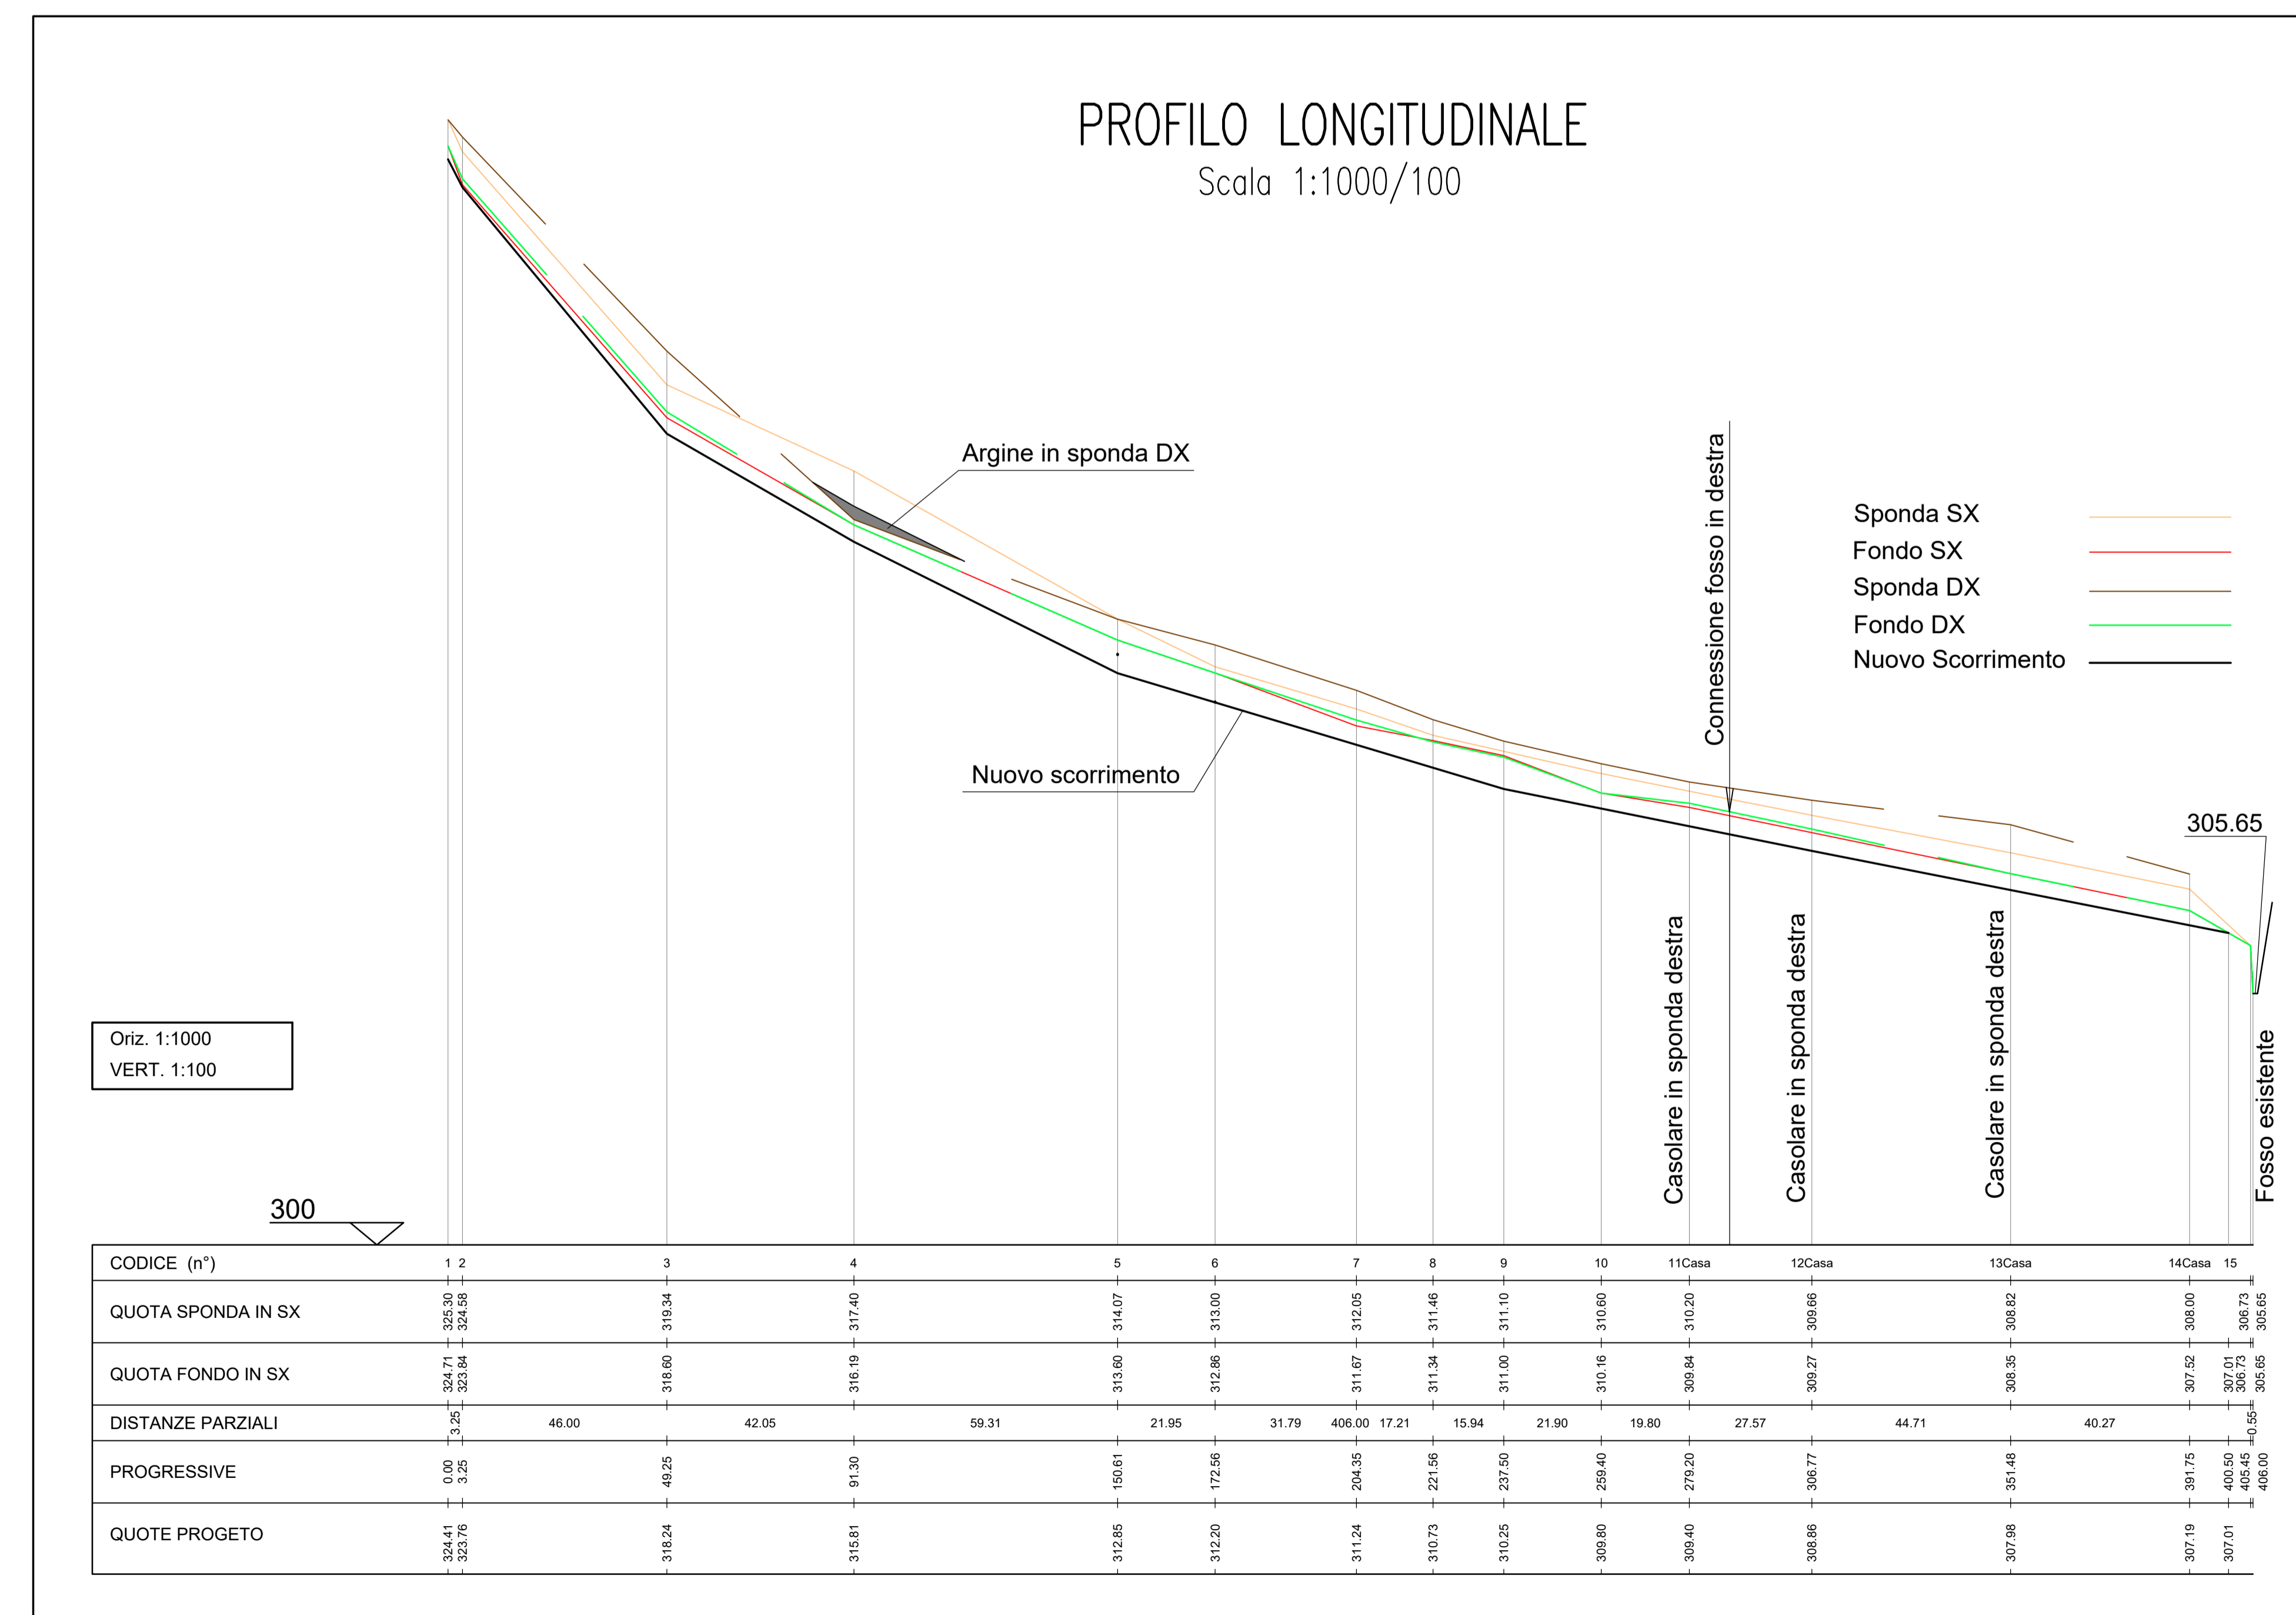 PROFILO LONGITUDINALE
Scala 1:1000/100
Argine in sponda DX
Connessione fosso in destra
Sponda SX
Fondo SX
Sponda DX
Fondo DX
Nuovo Scorrimento
Nuovo scorrimento
305.65
Casolare in sponda destra
Casolare in sponda destra
Casolare in sponda destra
Fosso esistente
Oriz. 1:1000
VERT. 1:100
300
CODICE (n°) 1 2 3 4 5 6 7 8 9 10 11Casa 12Casa 13Casa 14Casa 15
QUOTA SPONDA IN SX 325.30 324.58 319.34 317.40 314.07 313.00 312.05 311.46 311.10 310.60 310.20 309.66 308.82 308.00 306.73 305.65
QUOTA FONDO IN SX 324.71 323.84 318.60 316.19 313.60 312.86 311.67 311.34 311.00 310.16 309.84 309.27 308.35 307.52 307.01 306.73 305.65
DISTANZE PARZIALI 3.25 46.00 42.05 59.31 21.95 31.79 406.00 17.21 15.94 21.90 19.80 27.57 44.71 40.27 0.55
PROGRESSIVE 0.00 3.25 49.25 91.30 150.61 172.56 204.35 221.56 237.50 259.40 279.20 306.77 351.48 391.75 400.50 405.45 406.00
QUOTE PROGETO 324.41 323.76 318.24 315.81 312.85 312.20 311.24 310.73 310.25 309.80 309.40 308.86 307.98 307.19 307.01